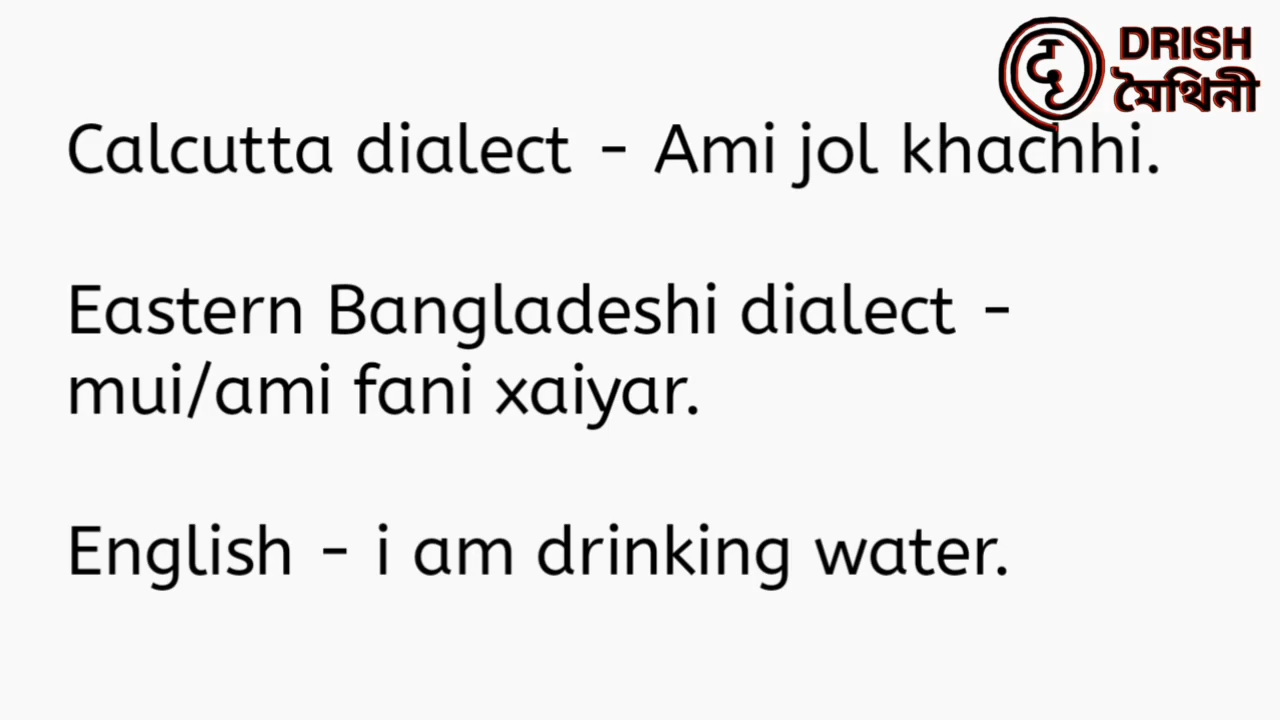 DRISH
মৈথিনী
দৃ
Calcutta dialect - Ami jol khachhi.
Eastern Bangladeshi dialect -
mui/ami fani xaiyar.
English - i am drinking water.